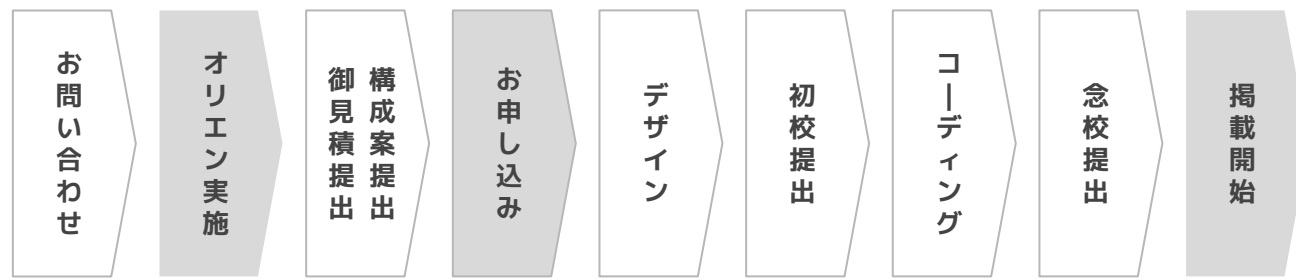 お問い合わせ
オリエン実施
構成案提出
御見積提出
お申し込み
デザイン
初校提出
コーディング
念校提出
掲載開始